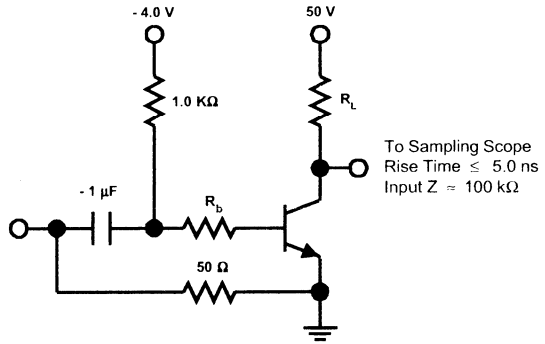 - 4.0 V
50 V
1.0 KΩ
R_L
To Sampling Scope
Rise Time ≤ 5.0 ns
Input Z ≈ 100 kΩ
- 1 µF
R_b
50 Ω